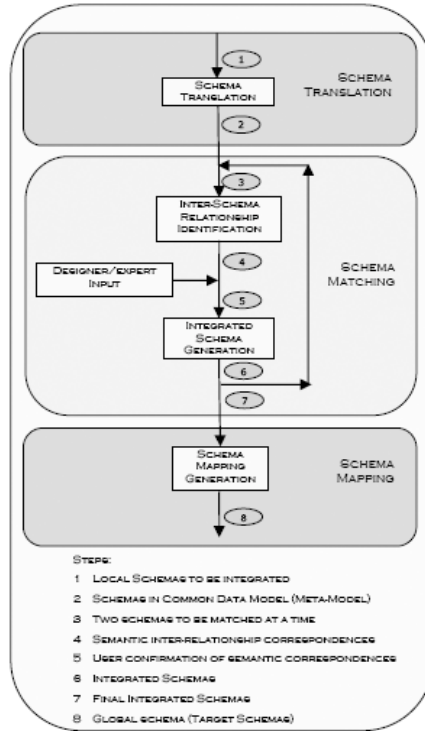 1
SCHEMA
TRANSLATION
SCHEMA
TRANSLATION
2
3
INTER-SCHEMA
RELATIONSHIP
IDENTIFICATION
4
DESIGNER/EXPERT
INPUT
SCHEMA
MATCHING
5
INTEGRATED
SCHEMA
GENERATION
6
7
SCHEMA
MAPPING
GENERATION
SCHEMA
MAPPING
8
STEPS:
1 LOCAL SCHEMAS TO BE INTEGRATED
2 SCHEMAS IN COMMON DATA MODEL (META-MODEL)
3 TWO SCHEMAS TO BE MATCHED AT A TIME
4 SEMANTIC INTER-RELATIONSHIP CORRESPONDENCES
5 USER CONFIRMATION OF SEMANTIC CORRESPONDENCES
6 INTEGRATED SCHEMAS
7 FINAL INTEGRATED SCHEMAS
8 GLOBAL SCHEMA (TARGET SCHEMAS)